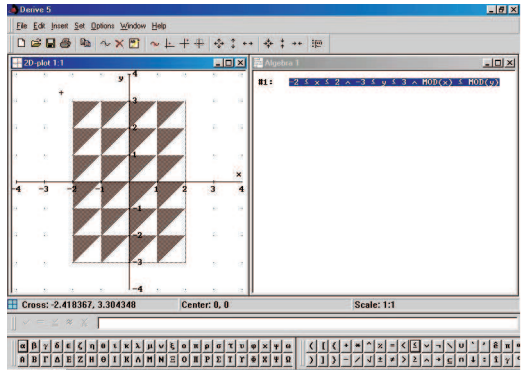 Derive 5
File Edit Insert Set Options Window Help
2D-plot 1:1
Algebra 1
#1: -2 ≤ x ≤ 2 ∧ -3 ≤ y ≤ 3 ∧ MOD(x) ≤ MOD(y)
y 4
3
2
1
x
-4 -3 -2 -1 1 2 3 4
-1
-2
-3
-4
Cross: -2.418367, 3.304348 Center: 0, 0 Scale: 1:1
α β γ δ ε ζ η θ ι κ λ μ ν ξ ο π ρ σ τ υ φ χ ψ ω
Α Β Γ Δ Ε Ζ Η Θ Ι Κ Λ Μ Ν Ξ Ο Π Ρ Σ Τ Υ Φ Χ Ψ Ω